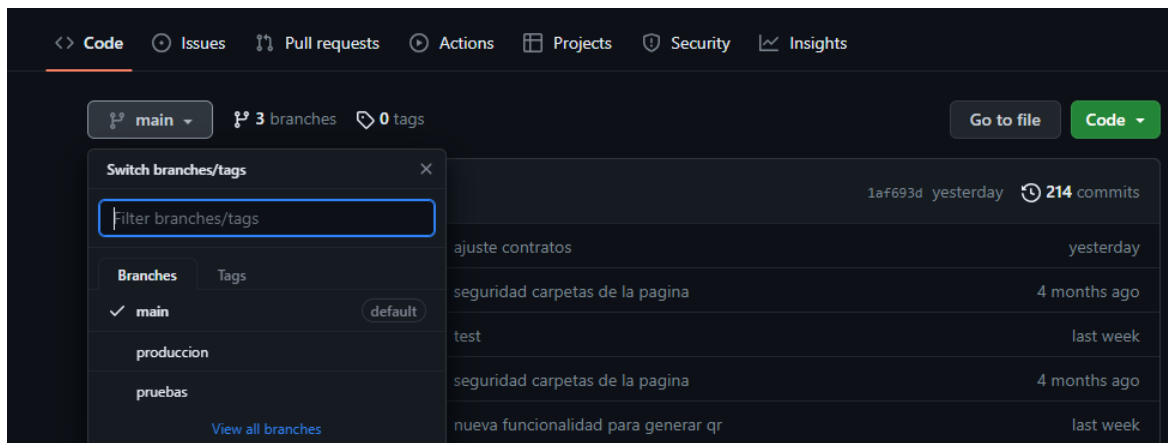 <> Code Issues Pull requests Actions Projects Security Insights
main 3 branches 0 tags Go to file Code
Switch branches/tags
1af693d yesterday 214 commits
Filter branches/tags
ajuste contratos yesterday
Branches Tags
seguridad carpetas de la pagina 4 months ago
main default
test last week
produccion
seguridad carpetas de la pagina 4 months ago
pruebas
nueva funcionalidad para generar qr last week
View all branches